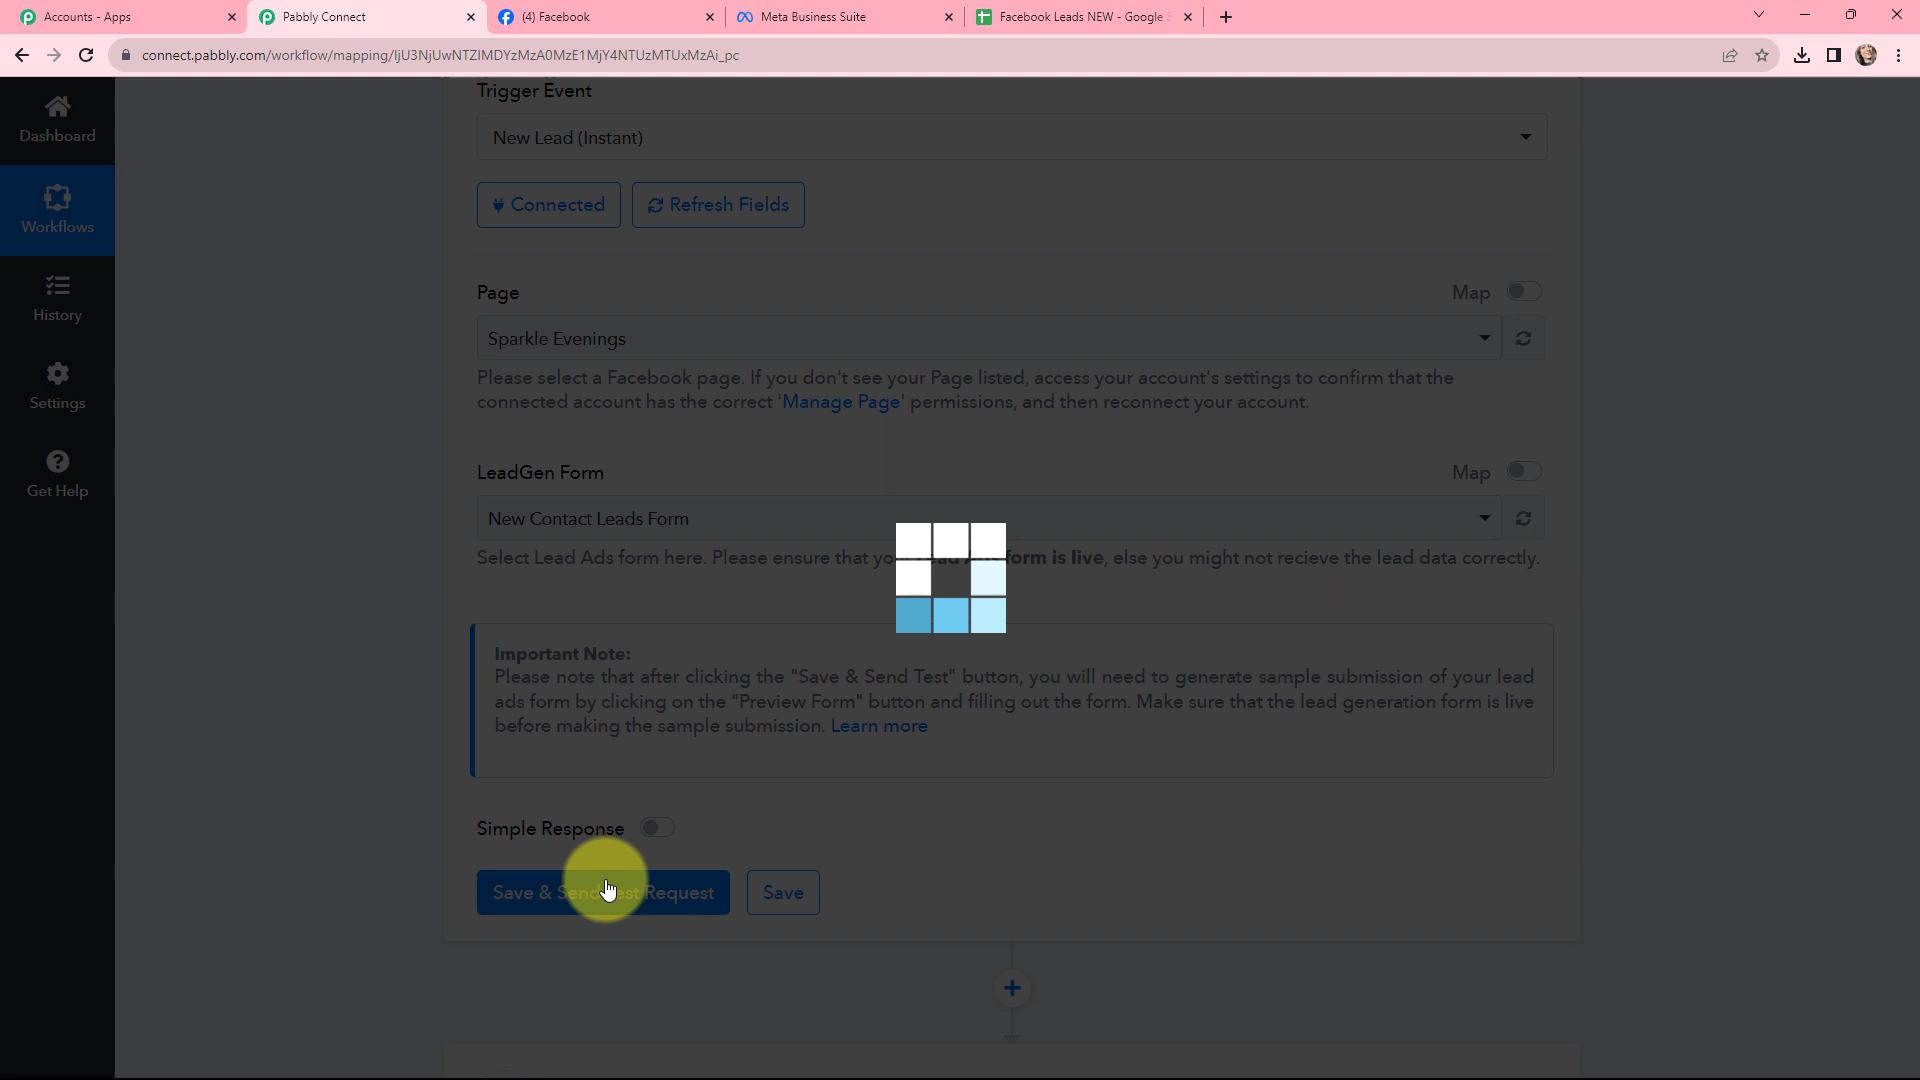 Accounts - Apps
Pabbly Connect
(4) Facebook
Meta Business Suite
Facebook Leads NEW - Google S
connect.pabbly.com/workflow/mapping/IjU3NjUwNTZlMDYzMzA0MzE1MjY4NTUzMTUxMzAi_pc
Dashboard
Workflows
History
Settings
Get Help
Trigger Event
New Lead (Instant)
Connected
Refresh Fields
Page
Map
Sparkle Evenings
Please select a Facebook page. If you don't see your Page listed, access your account's settings to confirm that the
connected account has the correct 'Manage Page' permissions, and then reconnect your account.
LeadGen Form
Map
New Contact Leads Form
Select Lead Ads form here. Please ensure that form is live, else you might not recieve the lead data correctly.
Important Note:
Please note that after clicking the "Save & Send Test" button, you will need to generate sample submission of your lead
ads form by clicking on the "Preview Form" button and filling out the form. Make sure that the lead generation form is live
before making the sample submission. Learn more
Simple Response
Save & Send Test Request
Save